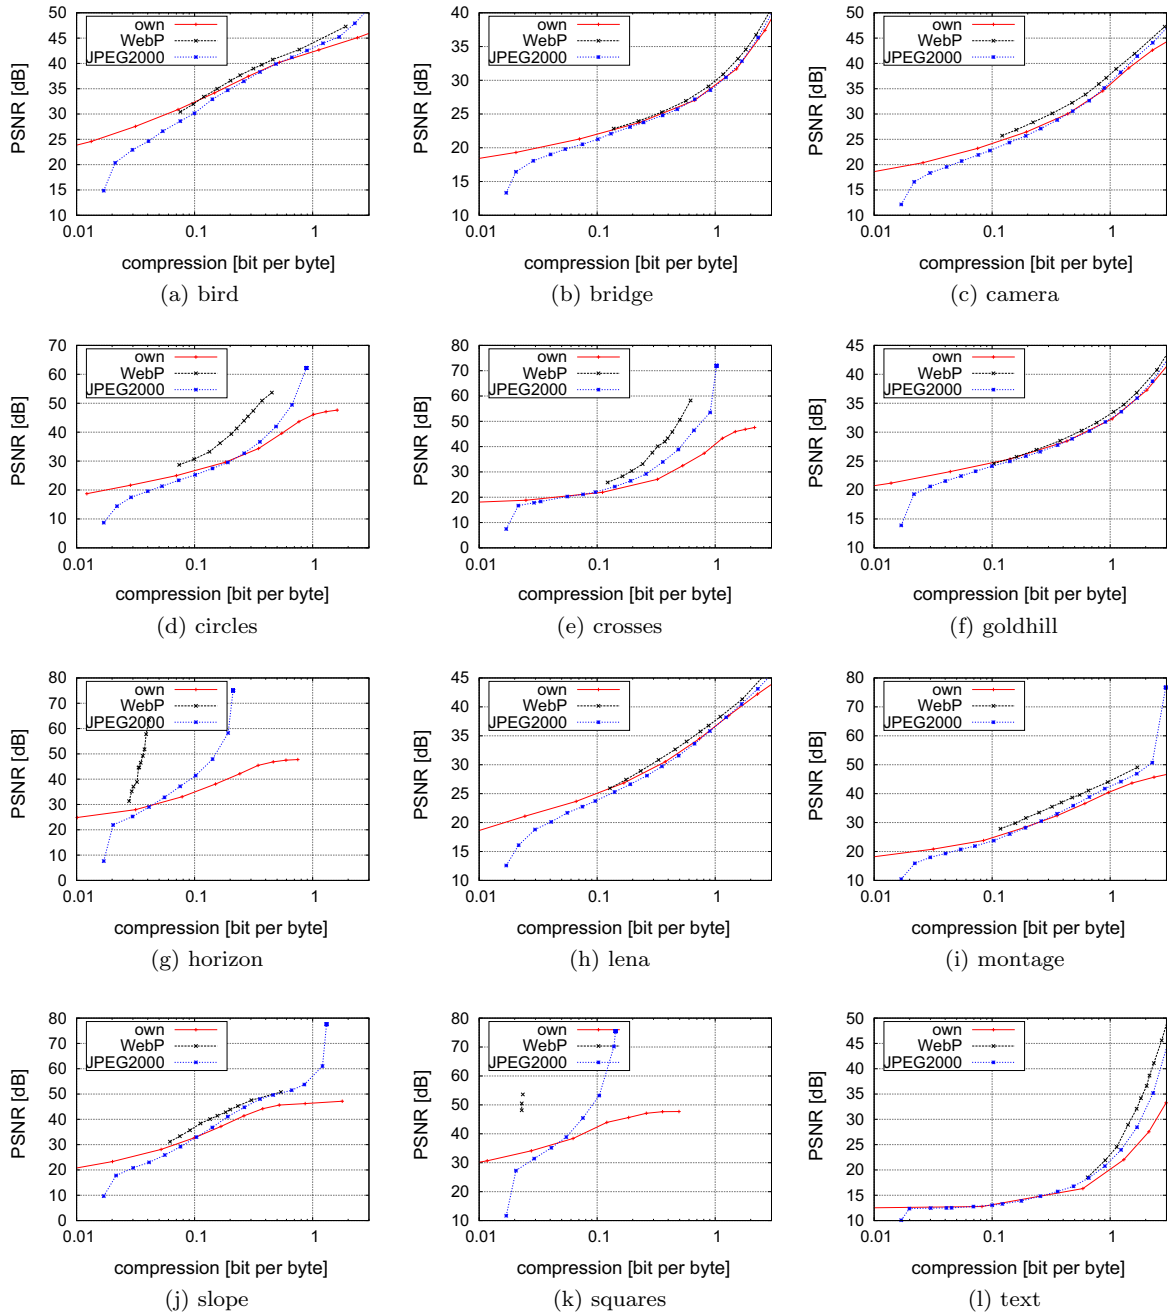 PSNR [dB]
50
45
40
35
30
25
20
15
10
0.01
0.1
1
own
WebP
JPEG2000
compression [bit per byte]
(a) bird
PSNR [dB]
40
35
30
25
20
15
10
0.01
0.1
1
own
WebP
JPEG2000
compression [bit per byte]
(b) bridge
PSNR [dB]
50
45
40
35
30
25
20
15
10
0.01
0.1
1
own
WebP
JPEG2000
compression [bit per byte]
(c) camera
PSNR [dB]
70
60
50
40
30
20
10
0
0.01
0.1
1
own
WebP
JPEG2000
compression [bit per byte]
(d) circles
PSNR [dB]
80
70
60
50
40
30
20
10
0
0.01
0.1
1
own
WebP
JPEG2000
compression [bit per byte]
(e) crosses
PSNR [dB]
45
40
35
30
25
20
15
10
0.01
0.1
1
own
WebP
JPEG2000
compression [bit per byte]
(f) goldhill
PSNR [dB]
80
70
60
50
40
30
20
10
0
0.01
0.1
1
own
WebP
JPEG2000
compression [bit per byte]
(g) horizon
PSNR [dB]
45
40
35
30
25
20
15
10
0.01
0.1
1
own
WebP
JPEG2000
compression [bit per byte]
(h) lena
PSNR [dB]
80
70
60
50
40
30
20
10
0.01
0.1
1
own
WebP
JPEG2000
compression [bit per byte]
(i) montage
PSNR [dB]
80
70
60
50
40
30
20
10
0
0.01
0.1
1
own
WebP
JPEG2000
compression [bit per byte]
(j) slope
PSNR [dB]
80
70
60
50
40
30
20
10
0.01
0.1
1
own
WebP
JPEG2000
compression [bit per byte]
(k) squares
PSNR [dB]
50
45
40
35
30
25
20
15
10
0.01
0.1
1
own
WebP
JPEG2000
compression [bit per byte]
(l) text